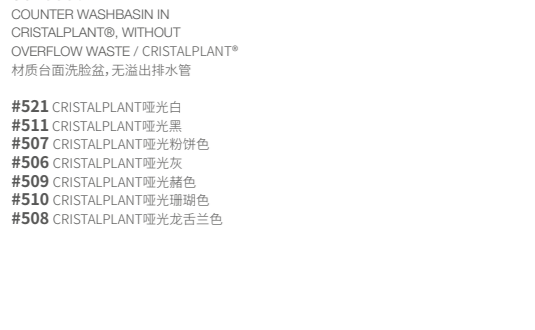 COUNTER WASHBASIN IN
CRISTALPLANT®, WITHOUT
OVERFLOW WASTE / CRISTALPLANT®
材质台面洗脸盆，无溢出排水管
#521 CRISTALPLANT哑光白
#511 CRISTALPLANT哑光黑
#507 CRISTALPLANT哑光粉饼色
#506 CRISTALPLANT哑光灰
#509 CRISTALPLANT哑光赭色
#510 CRISTALPLANT哑光珊瑚色
#508 CRISTALPLANT哑光龙舌兰色